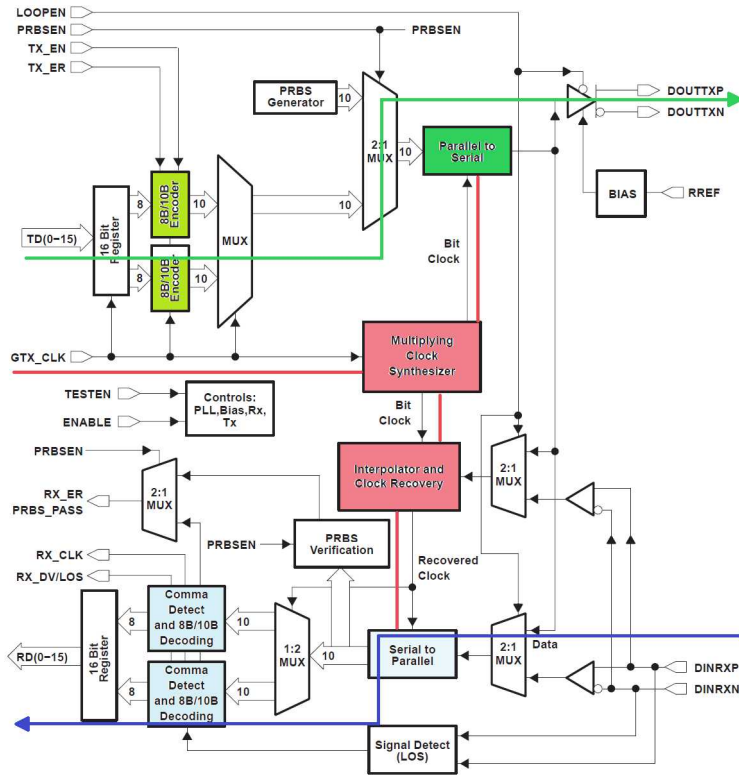 LOOPEN
PRBSEN
PRBSEN
TX_EN
TX_ER
PRBS
Generator
10
2:1
MUX
10
Parallel to
Serial
DOUTTXP
DOUTTXN
BIAS
RREF
TD(0−15)
16 Bit
Register
8
8B/10B
Encoder
10
MUX
10
8
8B/10B
Encoder
10
Bit
Clock
GTX_CLK
Multiplying
Clock
Synthesizer
TESTEN
ENABLE
Controls:
PLL,Bias,Rx,
Tx
Bit
Clock
PRBSEN
2:1
MUX
RX_ER
PRBS_PASS
Interpolator and
Clock Recovery
2:1
MUX
PRBSEN
PRBS
Verification
Recovered
Clock
RX_CLK
RX_DV/LOS
RD(0−15)
16 Bit
Register
8
Comma
Detect
and 8B/10B
Decoding
10
8
Comma
Detect
and 8B/10B
Decoding
10
1:2
MUX
10
Serial to
Parallel
2:1
MUX
Data
DINRXP
DINRXN
Signal Detect
(LOS)